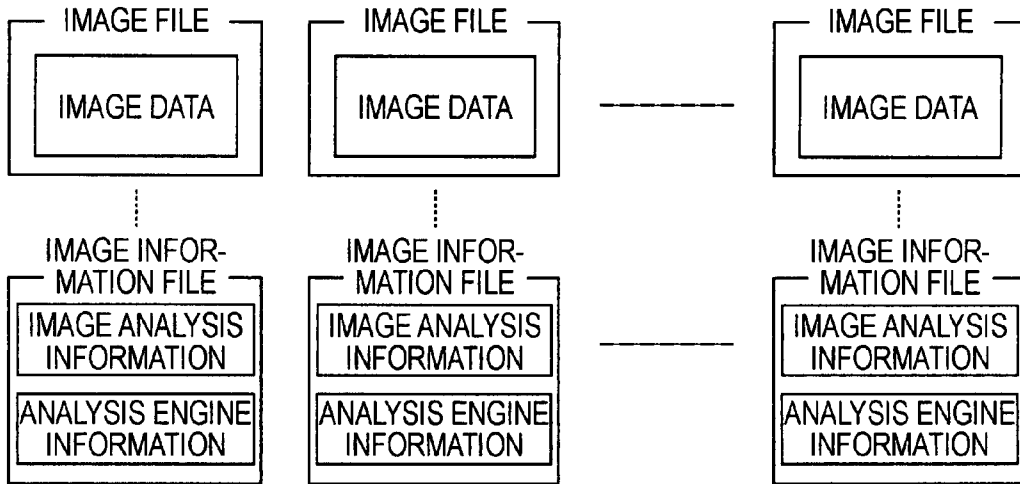 IMAGE FILE
IMAGE DATA
IMAGE FILE
IMAGE DATA
IMAGE FILE
IMAGE DATA
IMAGE INFOR-
MATION FILE
IMAGE ANALYSIS
INFORMATION
ANALYSIS ENGINE
INFORMATION
IMAGE INFOR-
MATION FILE
IMAGE ANALYSIS
INFORMATION
ANALYSIS ENGINE
INFORMATION
IMAGE INFOR-
MATION FILE
IMAGE ANALYSIS
INFORMATION
ANALYSIS ENGINE
INFORMATION